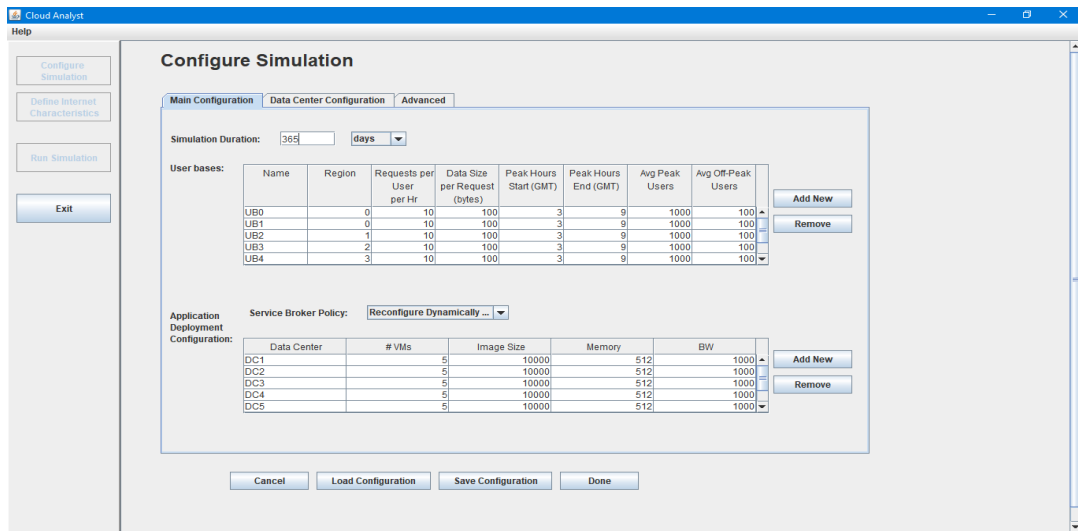 Cloud Analyst
Help
Configure Simulation
Define Internet Characteristics
Run Simulation
Exit
Configure Simulation
Main Configuration Data Center Configuration Advanced
Simulation Duration: 365 days
User bases:
Name Region Requests per User per Hr Data Size per Request (bytes) Peak Hours Start (GMT) Peak Hours End (GMT) Avg Peak Users Avg Off-Peak Users
UB0 0 10 100 3 9 1000 100
UB1 0 10 100 3 9 1000 100
UB2 1 10 100 3 9 1000 100
UB3 2 10 100 3 9 1000 100
UB4 3 10 100 3 9 1000 100
Add New
Remove
Application Deployment Configuration:
Service Broker Policy: Reconfigure Dynamically ...
Data Center # VMs Image Size Memory BW
DC1 5 10000 512 1000
DC2 5 10000 512 1000
DC3 5 10000 512 1000
DC4 5 10000 512 1000
DC5 5 10000 512 1000
Add New
Remove
Cancel Load Configuration Save Configuration Done